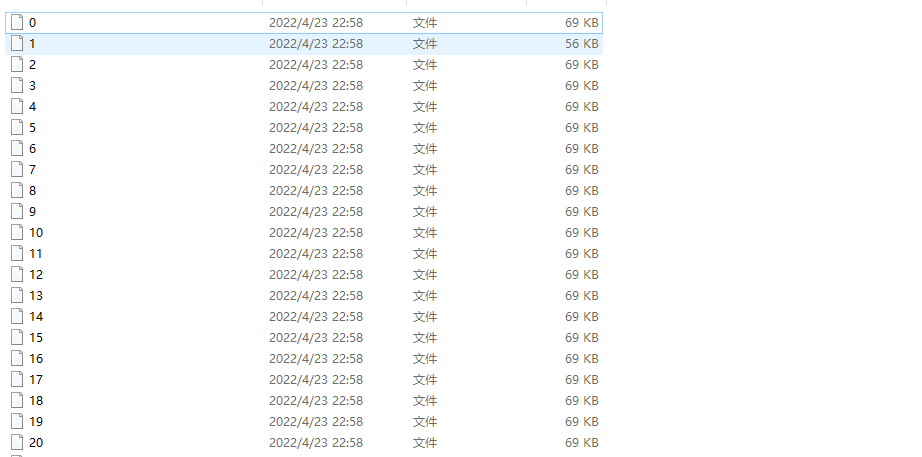 0 2022/4/23 22:58 文件 69 KB
1 2022/4/23 22:58 文件 56 KB
2 2022/4/23 22:58 文件 69 KB
3 2022/4/23 22:58 文件 69 KB
4 2022/4/23 22:58 文件 69 KB
5 2022/4/23 22:58 文件 69 KB
6 2022/4/23 22:58 文件 69 KB
7 2022/4/23 22:58 文件 69 KB
8 2022/4/23 22:58 文件 69 KB
9 2022/4/23 22:58 文件 69 KB
10 2022/4/23 22:58 文件 69 KB
11 2022/4/23 22:58 文件 69 KB
12 2022/4/23 22:58 文件 69 KB
13 2022/4/23 22:58 文件 69 KB
14 2022/4/23 22:58 文件 69 KB
15 2022/4/23 22:58 文件 69 KB
16 2022/4/23 22:58 文件 69 KB
17 2022/4/23 22:58 文件 69 KB
18 2022/4/23 22:58 文件 69 KB
19 2022/4/23 22:58 文件 69 KB
20 2022/4/23 22:58 文件 69 KB